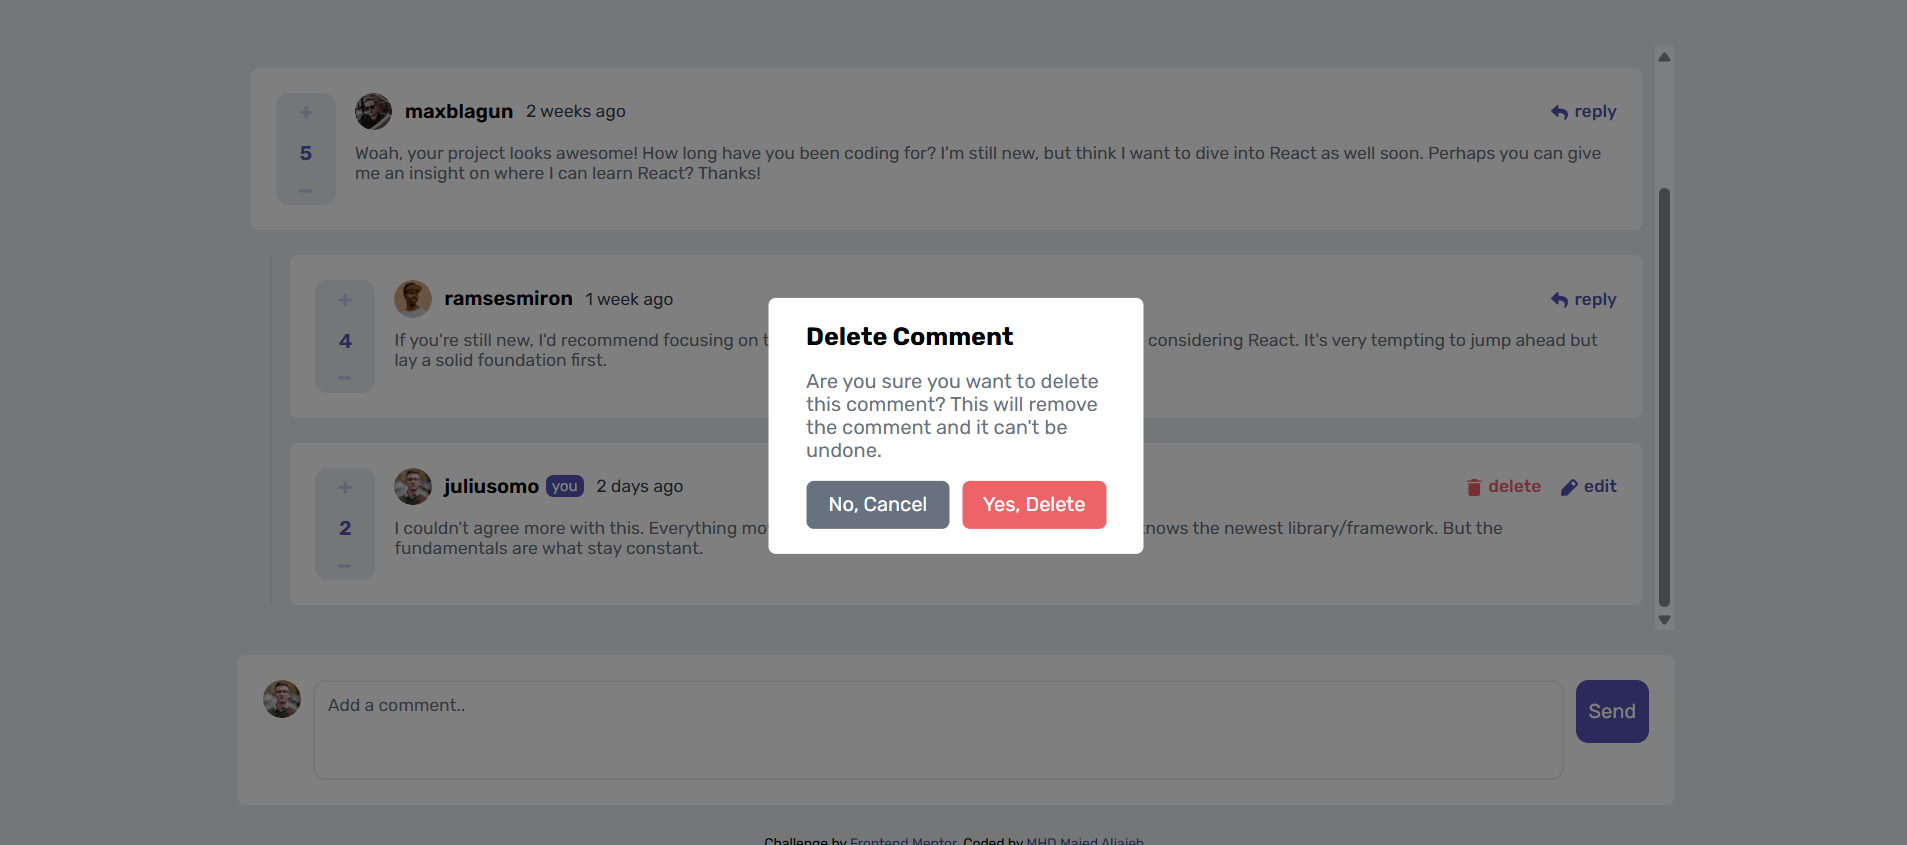 maxblagun 2 weeks ago reply
+
5
−
Woah, your project looks awesome! How long have you been coding for? I'm still new, but think I want to dive into React as well soon. Perhaps you can give
me an insight on where I can learn React? Thanks!
ramsesmiron 1 week ago reply
+
4
−
If you're still new, I'd recommend focusing on t considering React. It's very tempting to jump ahead but
lay a solid foundation first.
Delete Comment
Are you sure you want to delete
this comment? This will remove
the comment and it can't be
undone.
No, Cancel Yes, Delete
juliusomo you 2 days ago delete edit
+
2
−
I couldn't agree more with this. Everything mo nows the newest library/framework. But the
fundamentals are what stay constant.
Add a comment..
Send
Challenge by Frontend Mentor. Coded by MHD Majed Aljajeh